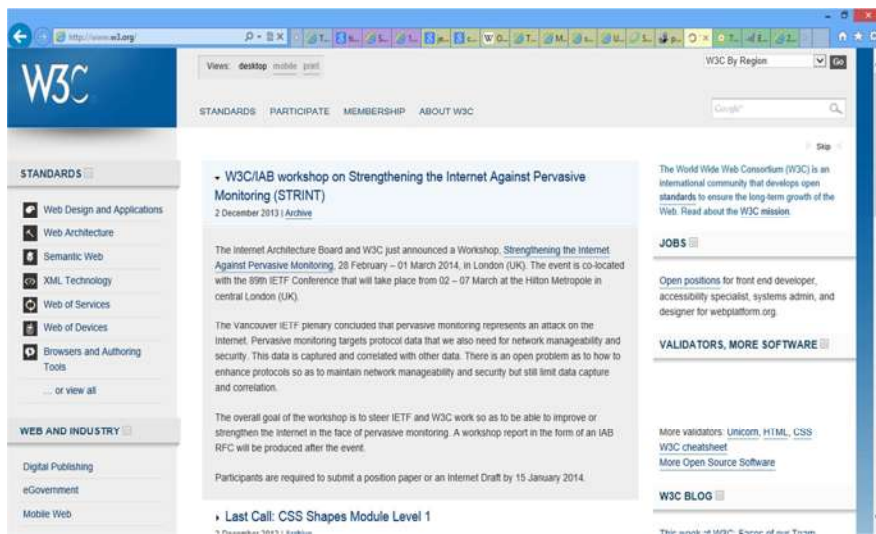 http://www.w3.org/
W3C
Views: desktop mobile print
W3C By Region
Go
STANDARDS PARTICIPATE MEMBERSHIP ABOUT W3C
Google™
Skip
STANDARDS
Web Design and Applications
Web Architecture
Semantic Web
XML Technology
Web of Services
Web of Devices
Browsers and Authoring
Tools
... or view all
WEB AND INDUSTRY
Digital Publishing
eGovernment
Mobile Web
W3C/IAB workshop on Strengthening the Internet Against Pervasive
Monitoring (STRINT)
2 December 2013 | Archive
The Internet Architecture Board and W3C just announced a Workshop, Strengthening the Internet
Against Pervasive Monitoring, 28 February – 01 March 2014, in London (UK). The event is co-located
with the 89th IETF Conference that will take place from 02 – 07 March at the Hilton Metropole in
central London (UK).
The Vancouver IETF plenary concluded that pervasive monitoring represents an attack on the
Internet. Pervasive monitoring targets protocol data that we also need for network manageability and
security. This data is captured and correlated with other data. There is an open problem as to how to
enhance protocols so as to maintain network manageability and security but still limit data capture
and correlation.
The overall goal of the workshop is to steer IETF and W3C work so as to be able to improve or
strengthen the Internet in the face of pervasive monitoring. A workshop report in the form of an IAB
RFC will be produced after the event.
Participants are required to submit a position paper or an Internet Draft by 15 January 2014.
Last Call: CSS Shapes Module Level 1
2 December 2013 | Archive
The World Wide Web Consortium (W3C) is an
international community that develops open
standards to ensure the long-term growth of the
Web. Read about the W3C mission.
JOBS
Open positions for front end developer,
accessibility specialist, systems admin, and
designer for webplatform.org.
VALIDATORS, MORE SOFTWARE
More validators: Unicorn, HTML, CSS
W3C cheatsheet
More Open Source Software
W3C BLOG
This week at W3C: Faces of our Team